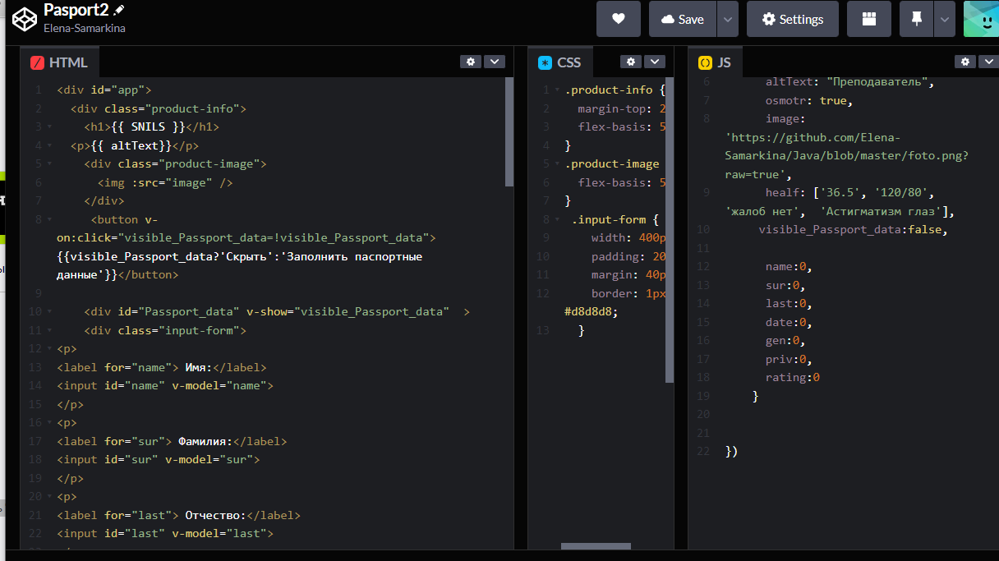 Pasport2
Elena-Samarkina
Save
Settings
HTML
1 <div id="app">
2 <div class="product-info">
3 <h1>{{ SNILS }}</h1>
4 <p>{{ altText}}</p>
5 <div class="product-image">
6 <img :src="image" />
7 </div>
8 <button v-
on:click="visible_Passport_data=!visible_Passport_data">
{{visible_Passport_data?'Скрыть':'Заполнить паспортные
данные'}}</button>
9
10 <div id="Passport_data" v-show="visible_Passport_data" >
11 <div class="input-form">
12 <p>
13 <label for="name"> Имя:</label>
14 <input id="name" v-model="name">
15 </p>
16 <p>
17 <label for="sur"> Фамилия:</label>
18 <input id="sur" v-model="sur">
19 </p>
20 <p>
21 <label for="last"> Отчество:</label>
22 <input id="last" v-model="last">
CSS
1 .product-info {
2 margin-top: 2
3 flex-basis: 5
4 }
5 .product-image
6 flex-basis: 5
7 }
8 .input-form {
9 width: 400p
10 padding: 20
11 margin: 40p
12 border: 1px
#d8d8d8;
13 }
JS
6 altText: "Преподаватель",
7 osmotr: true,
8 image:
'https://github.com/Elena-
Samarkina/Java/blob/master/foto.png?
raw=true',
9 healf: ['36.5', '120/80',
'жалоб нет', 'Астигматизм глаз'],
10 visible_Passport_data:false,
11
12 name:0,
13 sur:0,
14 last:0,
15 date:0,
16 gen:0,
17 priv:0,
18 rating:0
19 }
20
21
22 })